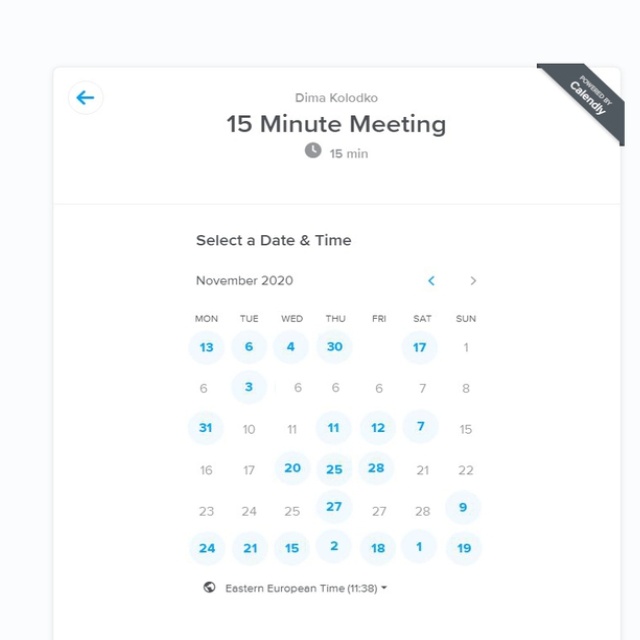 POWERED BY
Calendly
Dima Kolodko
15 Minute Meeting
15 min
Select a Date & Time
November 2020
MON TUE WED THU FRI SAT SUN
13 6 4 30 17 1
6 3 6 6 6 7 8
31 10 11 11 12 7 15
16 17 20 25 28 21 22
23 24 25 27 27 28 9
24 21 15 2 18 1 19
Eastern European Time (11:38)